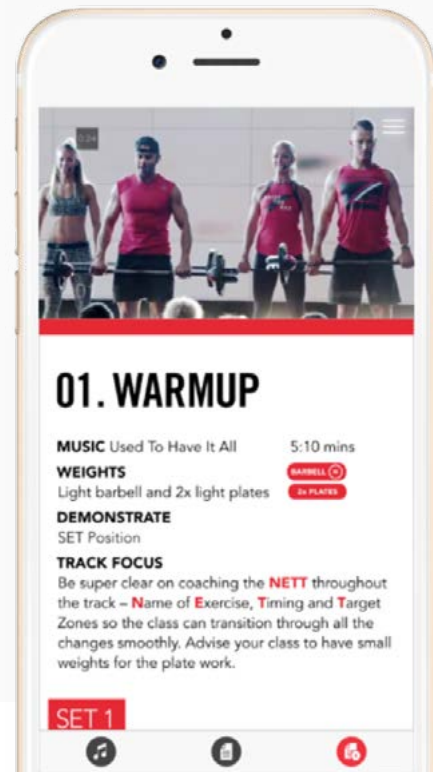 0:24
01. WARMUP
MUSIC Used To Have It All 5:10 mins
WEIGHTS BARBELL
Light barbell and 2x light plates 2x PLATES
DEMONSTRATE
SET Position
TRACK FOCUS
Be super clear on coaching the NETT throughout
the track – Name of Exercise, Timing and Target
Zones so the class can transition through all the
changes smoothly. Advise your class to have small
weights for the plate work.
SET 1